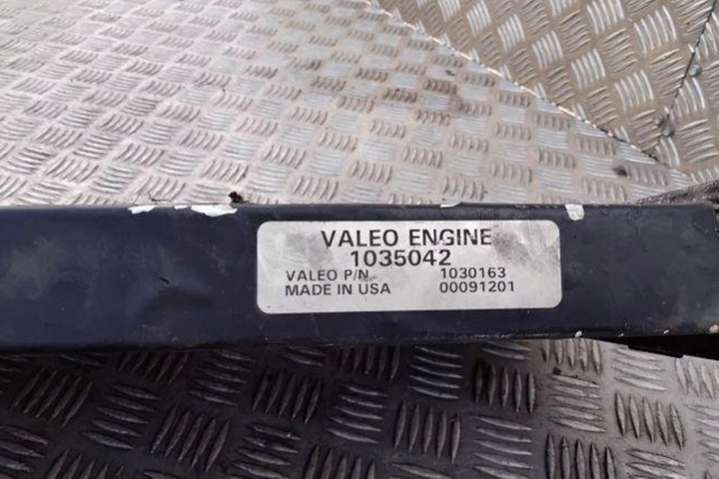 VALEO ENGINE
1035042
VALEO P/N. 1030163
MADE IN USA 00091201